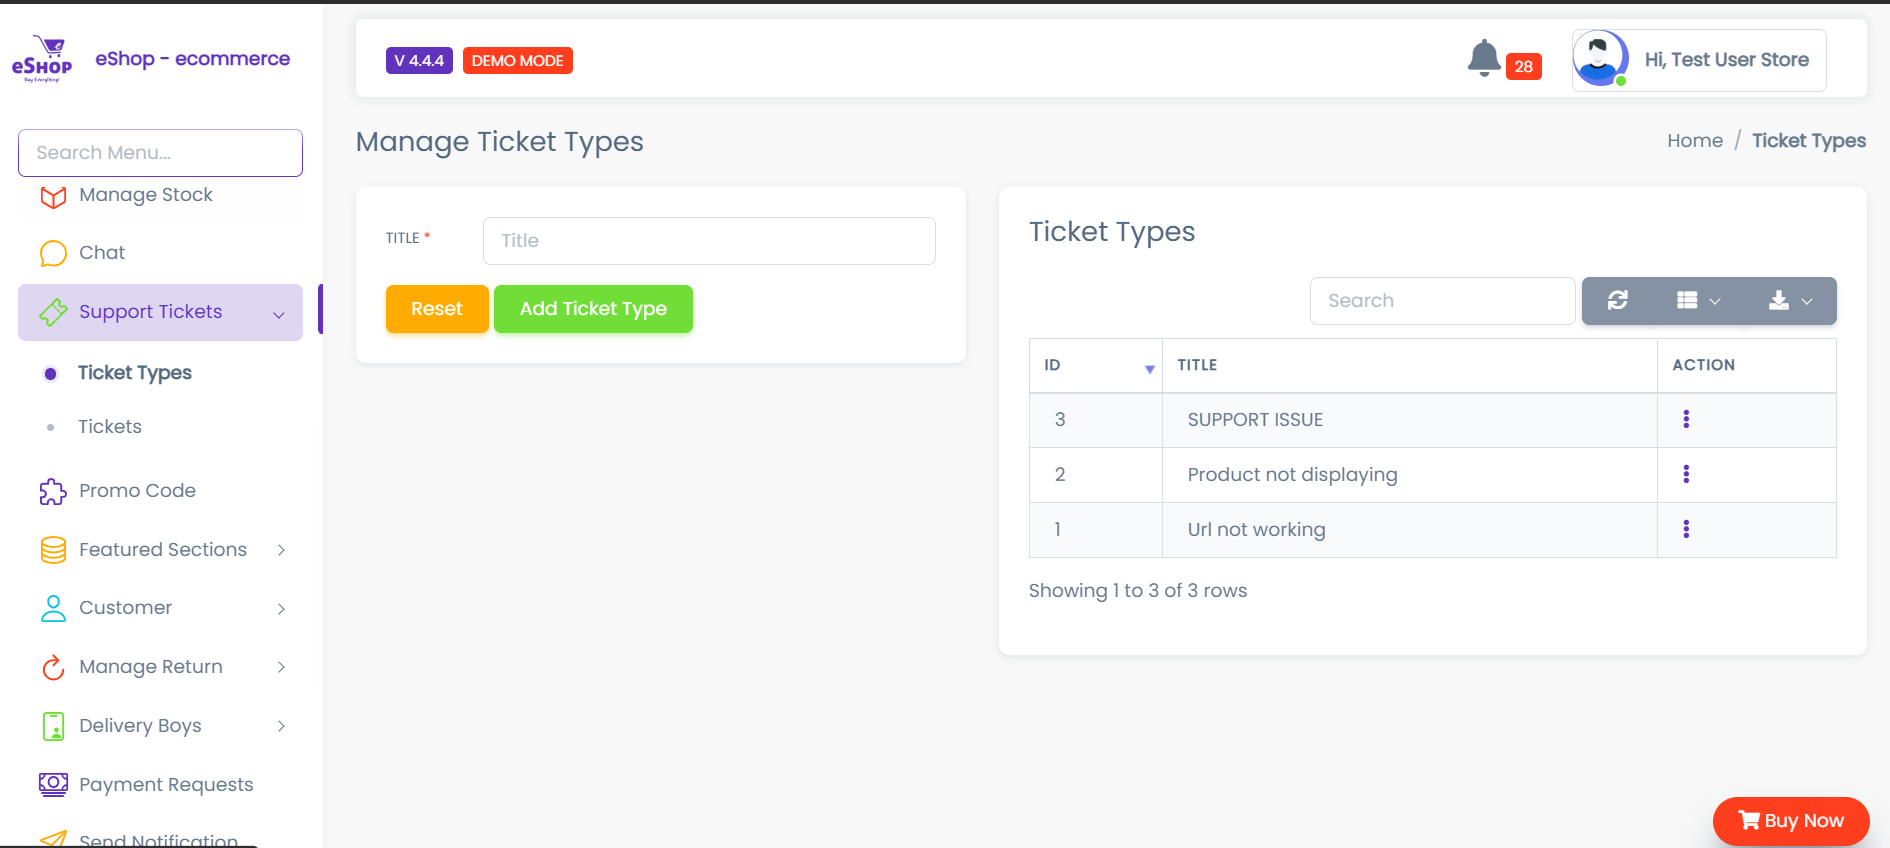 eSHOP
Buy Everything!
eShop - ecommerce
Search Menu...
Manage Stock
Chat
Support Tickets
Ticket Types
Tickets
Promo Code
Featured Sections
Customer
Manage Return
Delivery Boys
Payment Requests
Send Notification
V 4.4.4
DEMO MODE
28
Hi, Test User Store
Manage Ticket Types
Home / Ticket Types
TITLE *
Title
Reset
Add Ticket Type
Ticket Types
Search
ID TITLE ACTION
3 SUPPORT ISSUE
2 Product not displaying
1 Url not working
Showing 1 to 3 of 3 rows
Buy Now